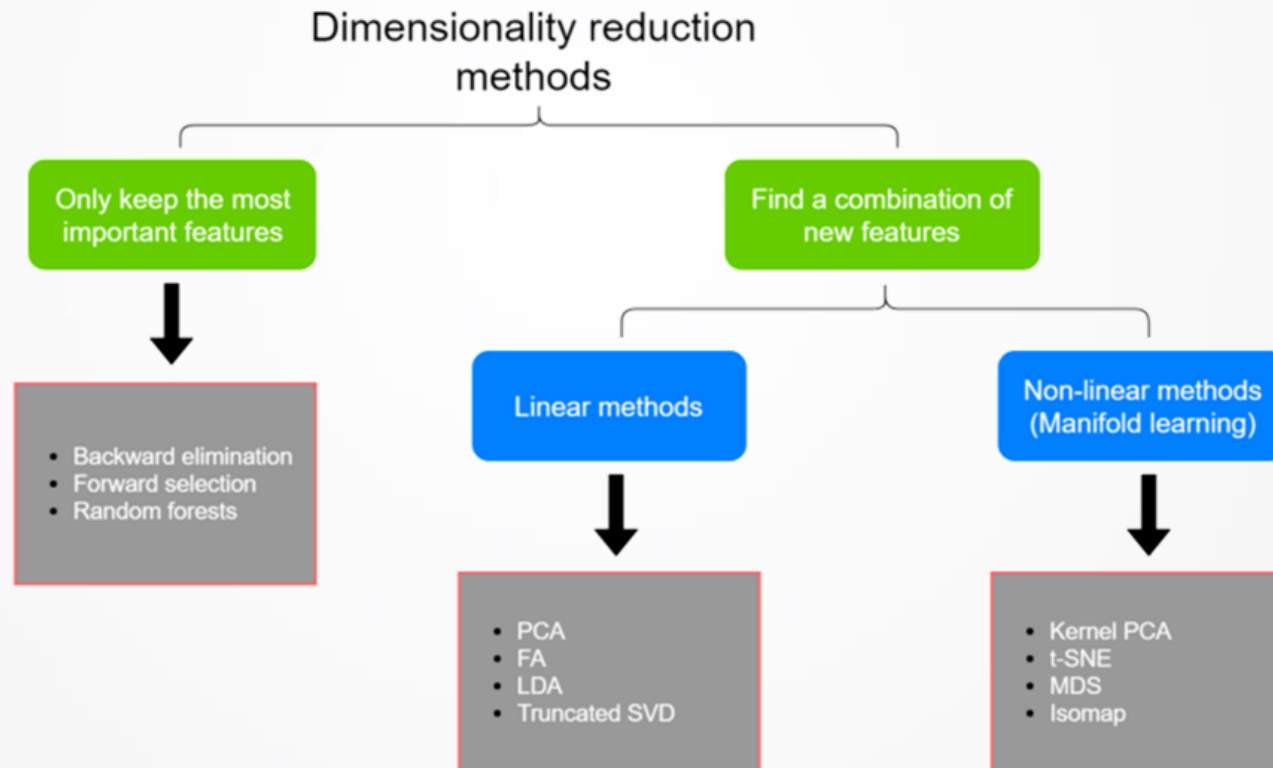 Dimensionality reduction
methods
Only keep the most
important features
Find a combination of
new features
Linear methods
Non-linear methods
(Manifold learning)
• Backward elimination
• Forward selection
• Random forests
• PCA
• FA
• LDA
• Truncated SVD
• Kernel PCA
• t-SNE
• MDS
• Isomap